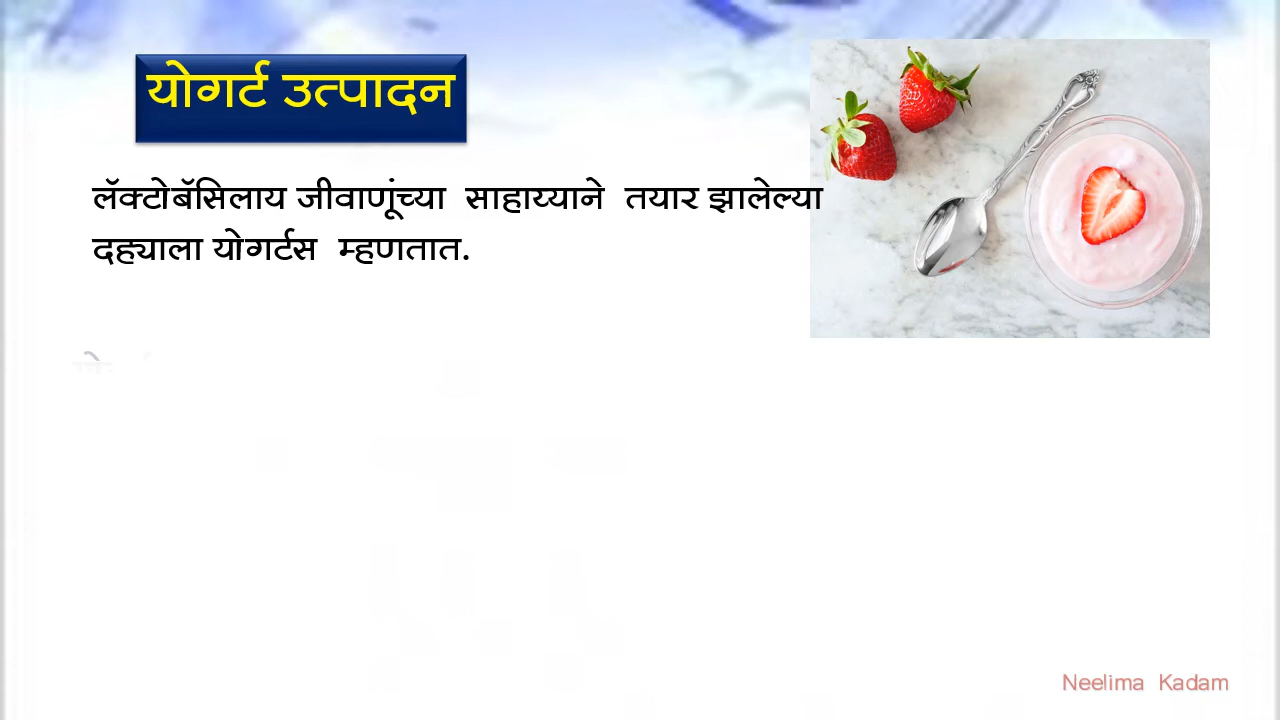 योगर्ट उत्पादन
लॅक्टोबॅसिलाय जीवाणूंच्या साहाय्याने तयार झालेल्या
दह्याला योगर्टस म्हणतात.
Neelima Kadam